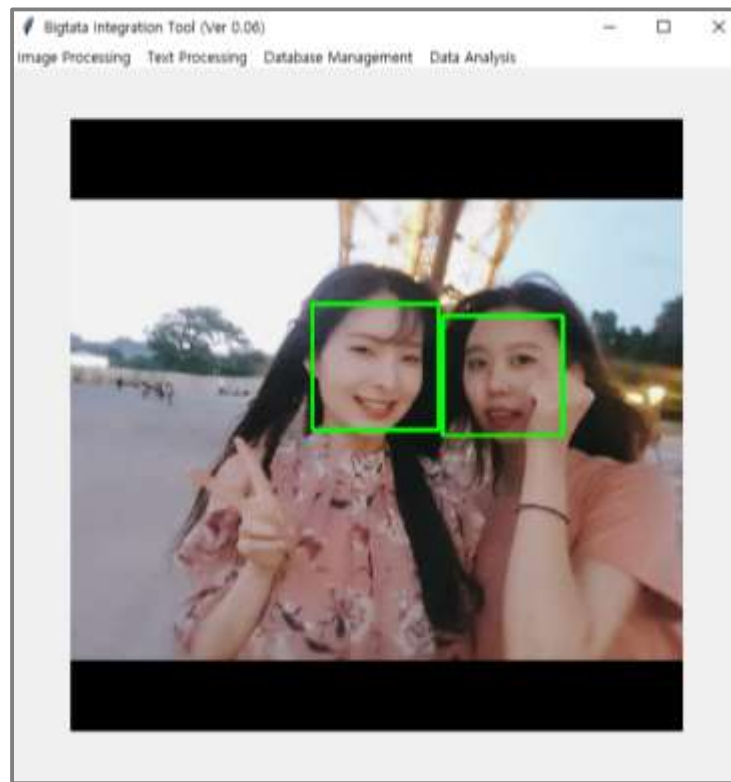 Bigtata Integration Tool (Ver 0.06)
Image Processing Text Processing Database Management Data Analysis